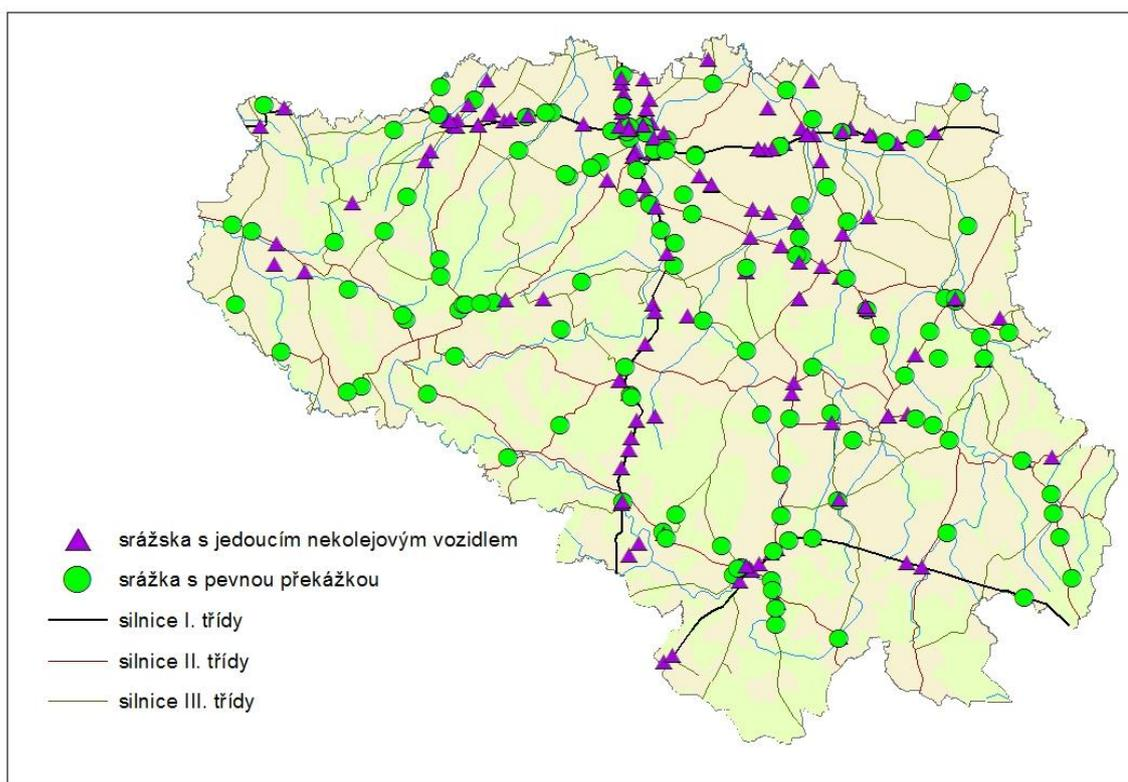 srážska s jedoucím nekolejovým vozidlem
srážka s pevnou překážkou
silnice I. třídy
silnice II. třídy
silnice III. třídy